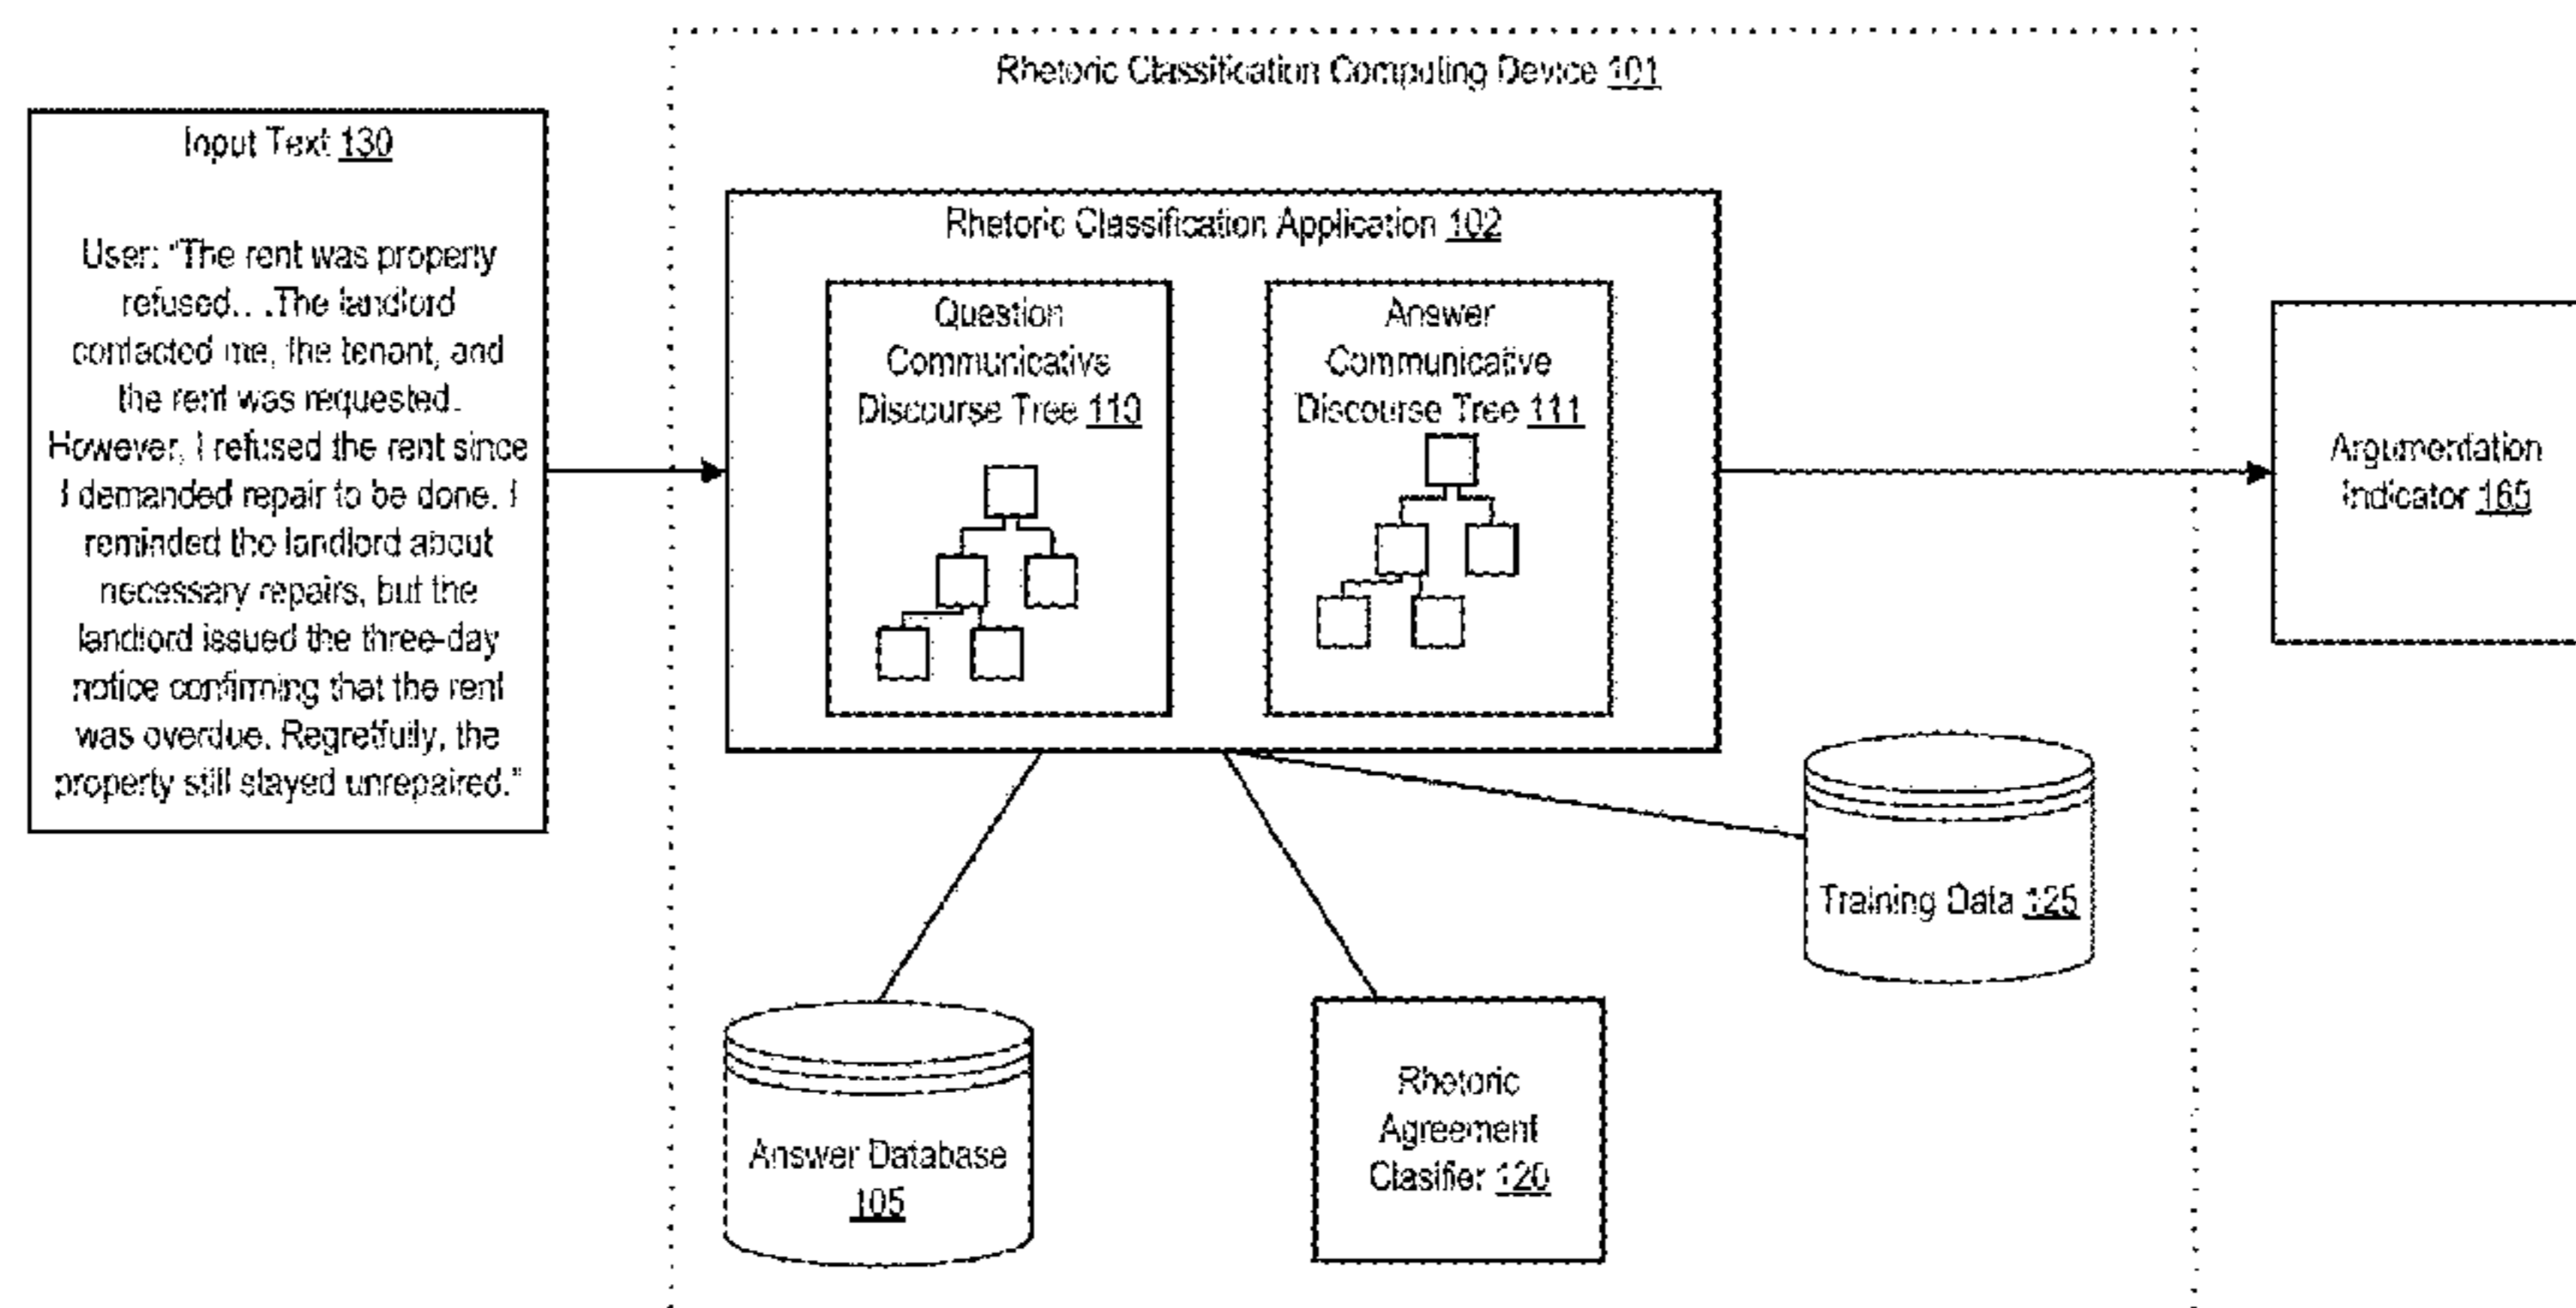 Rhetoric Classification Computing Device 101
Input Text 130
User: "The rent was property
refused.. .The landlord
contacted me, the tenant, and
the rent was requested.
However, I refused the rent since
I demanded repair to be done. I
reminded the landlord about
necessary repairs, but the
landlord issued the three-day
notice confirming that the rent
was overdue. Regretfully, the
property still stayed unrepaired."
Rhetoric Classification Application 102
Question
Communicative
Discourse Tree 110
Answer
Communicative
Discourse Tree 111
Argumentation
Indicator 165
Training Data 125
Answer Database
105
Rhetoric
Agreement
Clasifier 120